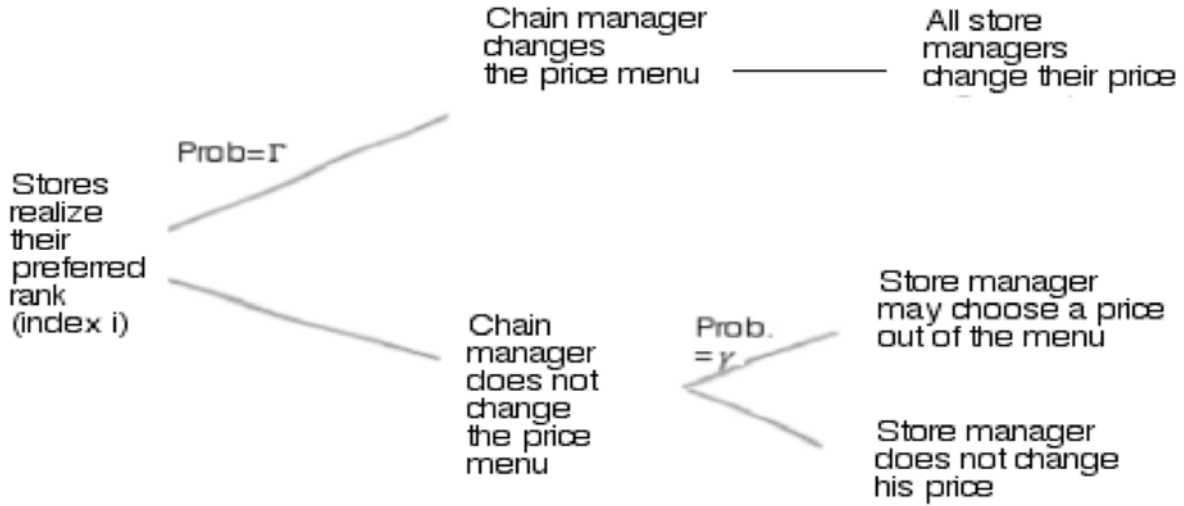 Chain manager
changes
the price menu
All store
managers
change their price
Prob=Γ
Stores
realize
their
preferred
rank
(index i)
Chain
manager
does not
change
the price
menu
Prob.
=γ
Store manager
may choose a price
out of the menu
Store manager
does not change
his price